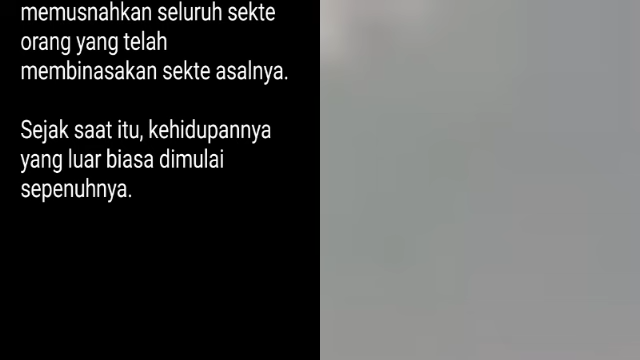 memusnahkan seluruh sekte
orang yang telah
membinasakan sekte asalnya.
Sejak saat itu, kehidupannya
yang luar biasa dimulai
sepenuhnya.